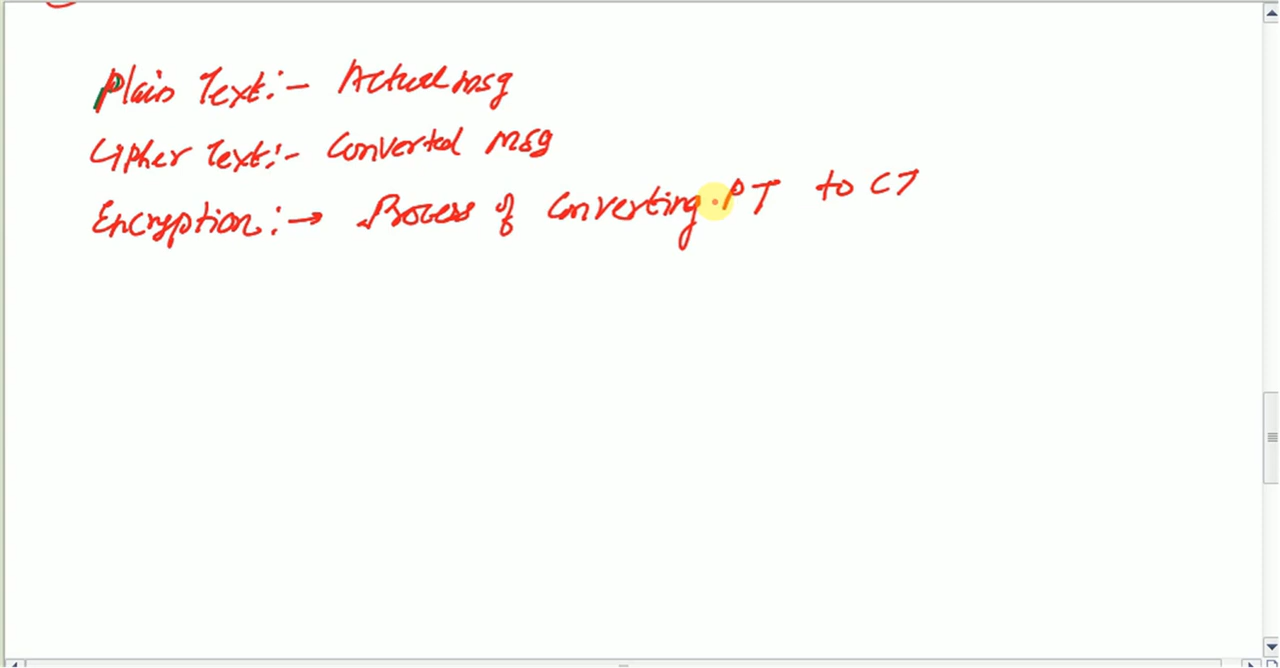 Plain Text:- Actual msg
Cipher Text:- Converted msg
Encryption:→ Process of Converting PT to CT